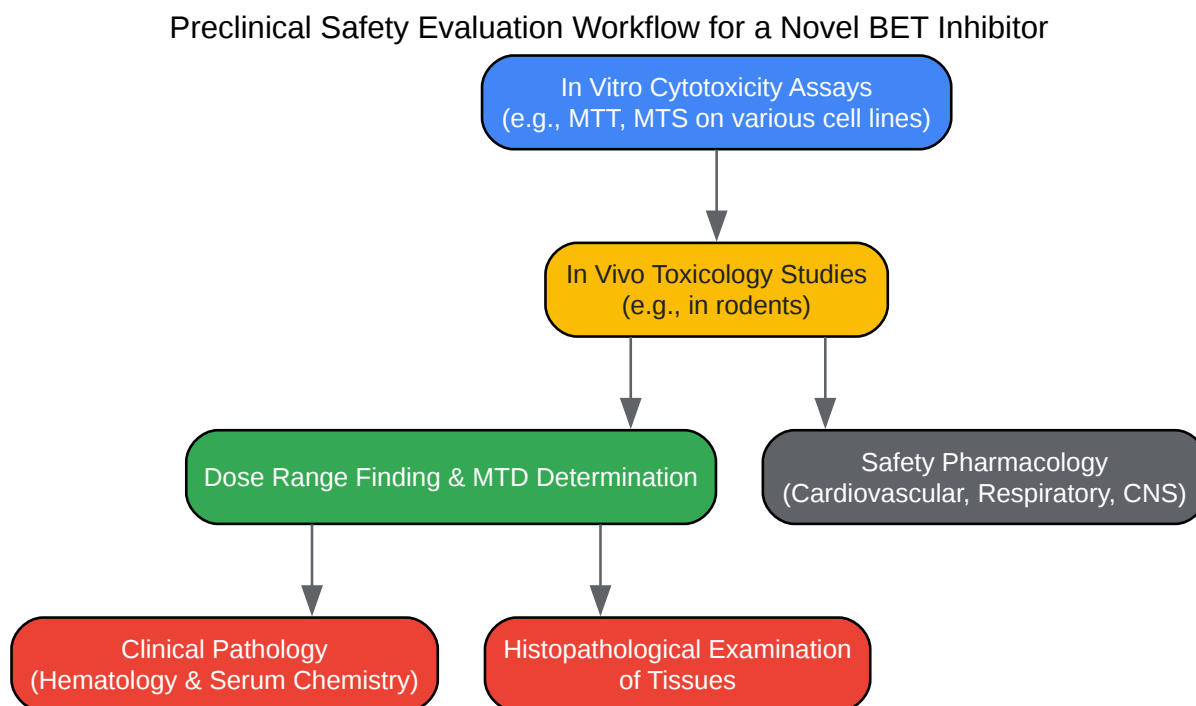 Preclinical Safety Evaluation Workflow for a Novel BET Inhibitor
In Vitro Cytotoxicity Assays
(e.g., MTT, MTS on various cell lines)
In Vivo Toxicology Studies
(e.g., in rodents)
Dose Range Finding & MTD Determination
Safety Pharmacology
(Cardiovascular, Respiratory, CNS)
Clinical Pathology
(Hematology & Serum Chemistry)
Histopathological Examination
of Tissues